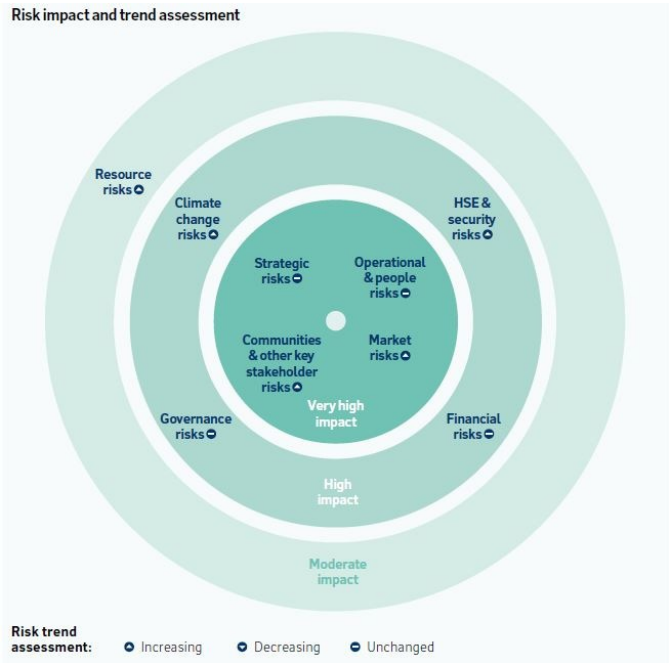 Risk impact and trend assessment
Resource
risks
Climate
change
risks
HSE &
security
risks
Strategic
risks
Operational
& people
risks
Communities
& other key
stakeholder
risks
Market
risks
Very high
impact
Governance
risks
Financial
risks
High
impact
Moderate
impact
Risk trend
assessment:
Increasing
Decreasing
Unchanged